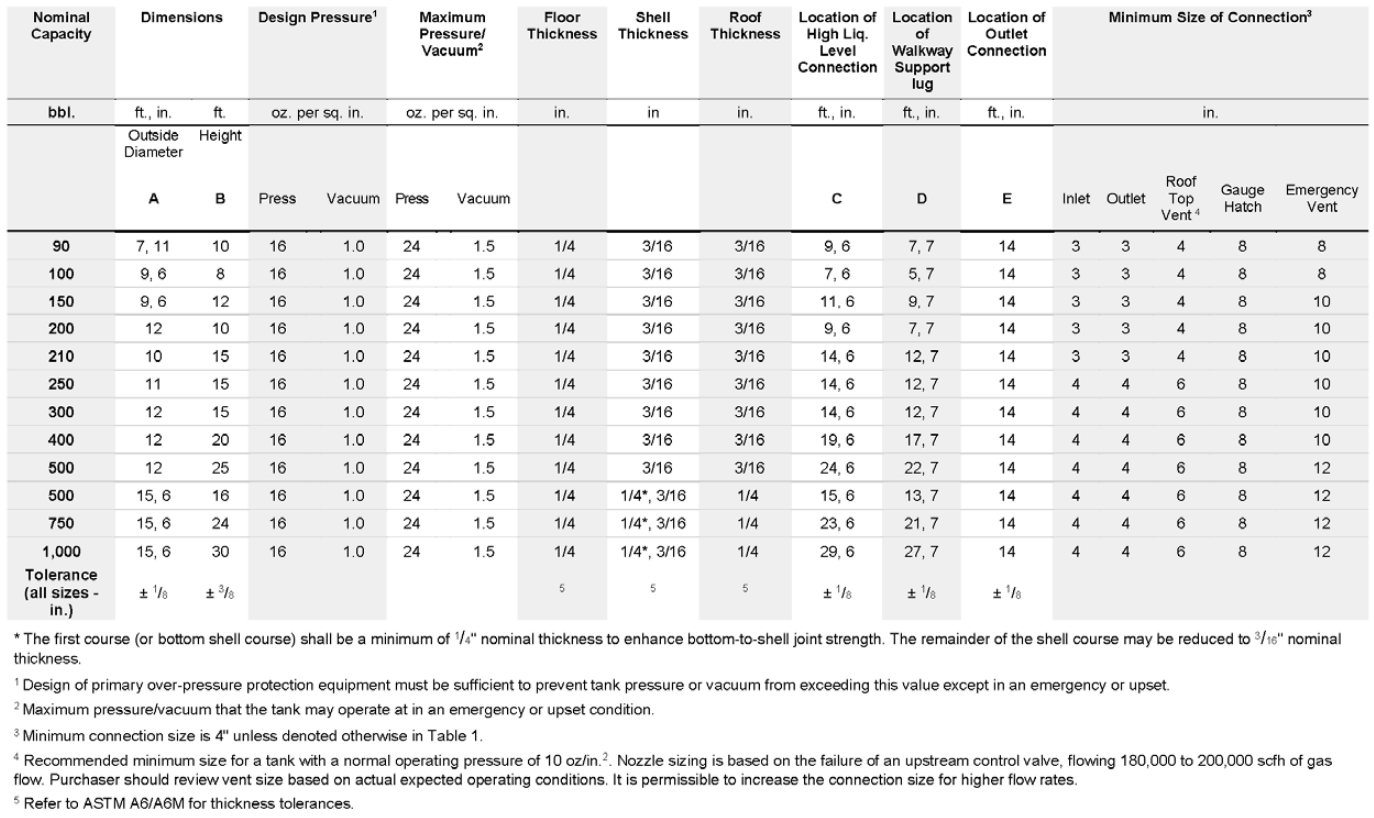 Nominal Capacity | Dimensions | Design Pressure1 | Maximum Pressure/ Vacuum2 | Floor Thickness | Shell Thickness | Roof Thickness | Location of High Liq. Level Connection | Location of Walkway Support lug | Location of Outlet Connection | Minimum Size of Connection3
bbl. | ft., in. | ft. | oz. per sq. in. | oz. per sq. in. | in. | in | in. | ft., in. | ft., in. | ft., in. | in.
Outside Diameter | Height
A | B | Press | Vacuum | Press | Vacuum | C | D | E | Inlet | Outlet | Roof Top Vent 4 | Gauge Hatch | Emergency Vent
90 | 7, 11 | 10 | 16 | 1.0 | 24 | 1.5 | 1/4 | 3/16 | 3/16 | 9, 6 | 7, 7 | 14 | 3 | 3 | 4 | 8 | 8
100 | 9, 6 | 8 | 16 | 1.0 | 24 | 1.5 | 1/4 | 3/16 | 3/16 | 7, 6 | 5, 7 | 14 | 3 | 3 | 4 | 8 | 8
150 | 9, 6 | 12 | 16 | 1.0 | 24 | 1.5 | 1/4 | 3/16 | 3/16 | 11, 6 | 9, 7 | 14 | 3 | 3 | 4 | 8 | 10
200 | 12 | 10 | 16 | 1.0 | 24 | 1.5 | 1/4 | 3/16 | 3/16 | 9, 6 | 7, 7 | 14 | 3 | 3 | 4 | 8 | 10
210 | 10 | 15 | 16 | 1.0 | 24 | 1.5 | 1/4 | 3/16 | 3/16 | 14, 6 | 12, 7 | 14 | 3 | 3 | 4 | 8 | 10
250 | 11 | 15 | 16 | 1.0 | 24 | 1.5 | 1/4 | 3/16 | 3/16 | 14, 6 | 12, 7 | 14 | 4 | 4 | 6 | 8 | 10
300 | 12 | 15 | 16 | 1.0 | 24 | 1.5 | 1/4 | 3/16 | 3/16 | 14, 6 | 12, 7 | 14 | 4 | 4 | 6 | 8 | 10
400 | 12 | 20 | 16 | 1.0 | 24 | 1.5 | 1/4 | 3/16 | 3/16 | 19, 6 | 17, 7 | 14 | 4 | 4 | 6 | 8 | 10
500 | 12 | 25 | 16 | 1.0 | 24 | 1.5 | 1/4 | 3/16 | 3/16 | 24, 6 | 22, 7 | 14 | 4 | 4 | 6 | 8 | 12
500 | 15, 6 | 16 | 16 | 1.0 | 24 | 1.5 | 1/4 | 1/4*, 3/16 | 1/4 | 15, 6 | 13, 7 | 14 | 4 | 4 | 6 | 8 | 12
750 | 15, 6 | 24 | 16 | 1.0 | 24 | 1.5 | 1/4 | 1/4*, 3/16 | 1/4 | 23, 6 | 21, 7 | 14 | 4 | 4 | 6 | 8 | 12
1,000 | 15, 6 | 30 | 16 | 1.0 | 24 | 1.5 | 1/4 | 1/4*, 3/16 | 1/4 | 29, 6 | 27, 7 | 14 | 4 | 4 | 6 | 8 | 12
Tolerance (all sizes - in.) | ± 1/8 | ± 3/8 | 5 | 5 | 5 | ± 1/8 | ± 1/8 | ± 1/8
* The first course (or bottom shell course) shall be a minimum of 1/4" nominal thickness to enhance bottom-to-shell joint strength. The remainder of the shell course may be reduced to 3/16" nominal
thickness.
1 Design of primary over-pressure protection equipment must be sufficient to prevent tank pressure or vacuum from exceeding this value except in an emergency or upset.
2 Maximum pressure/vacuum that the tank may operate at in an emergency or upset condition.
3 Minimum connection size is 4" unless denoted otherwise in Table 1.
4 Recommended minimum size for a tank with a normal operating pressure of 10 oz/in.2. Nozzle sizing is based on the failure of an upstream control valve, flowing 180,000 to 200,000 scfh of gas
flow. Purchaser should review vent size based on actual expected operating conditions. It is permissible to increase the connection size for higher flow rates.
5 Refer to ASTM A6/A6M for thickness tolerances.